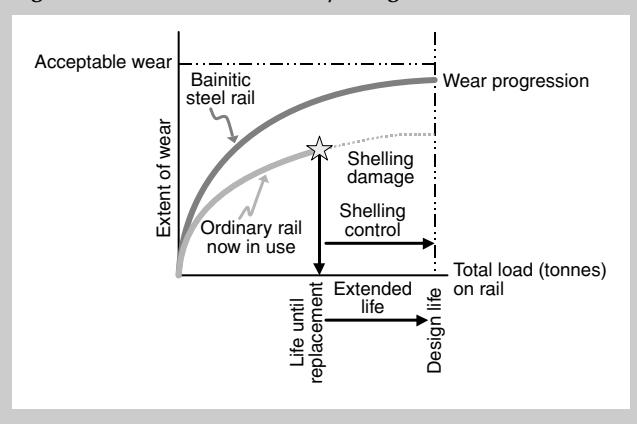 Acceptable wear
Bainitic
steel rail
Wear progression
Extent of wear
Shelling
damage
Shelling
control
Ordinary rail
now in use
Total load (tonnes)
on rail
Life until
replacement
Extended
life
Design life